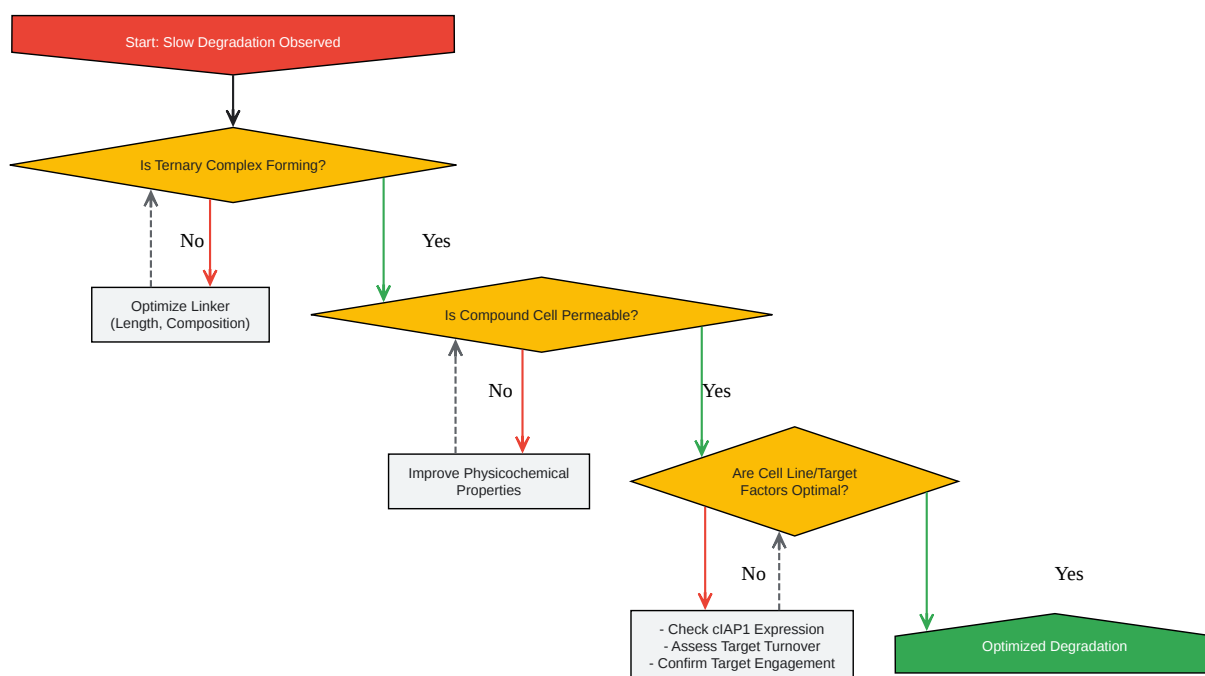 Start: Slow Degradation Observed
Is Ternary Complex Forming?
No
Yes
Optimize Linker
(Length, Composition)
Is Compound Cell Permeable?
No
Yes
Improve Physicochemical
Properties
Are Cell Line/Target
Factors Optimal?
No
Yes
- Check cIAP1 Expression
- Assess Target Turnover
- Confirm Target Engagement
Optimized Degradation